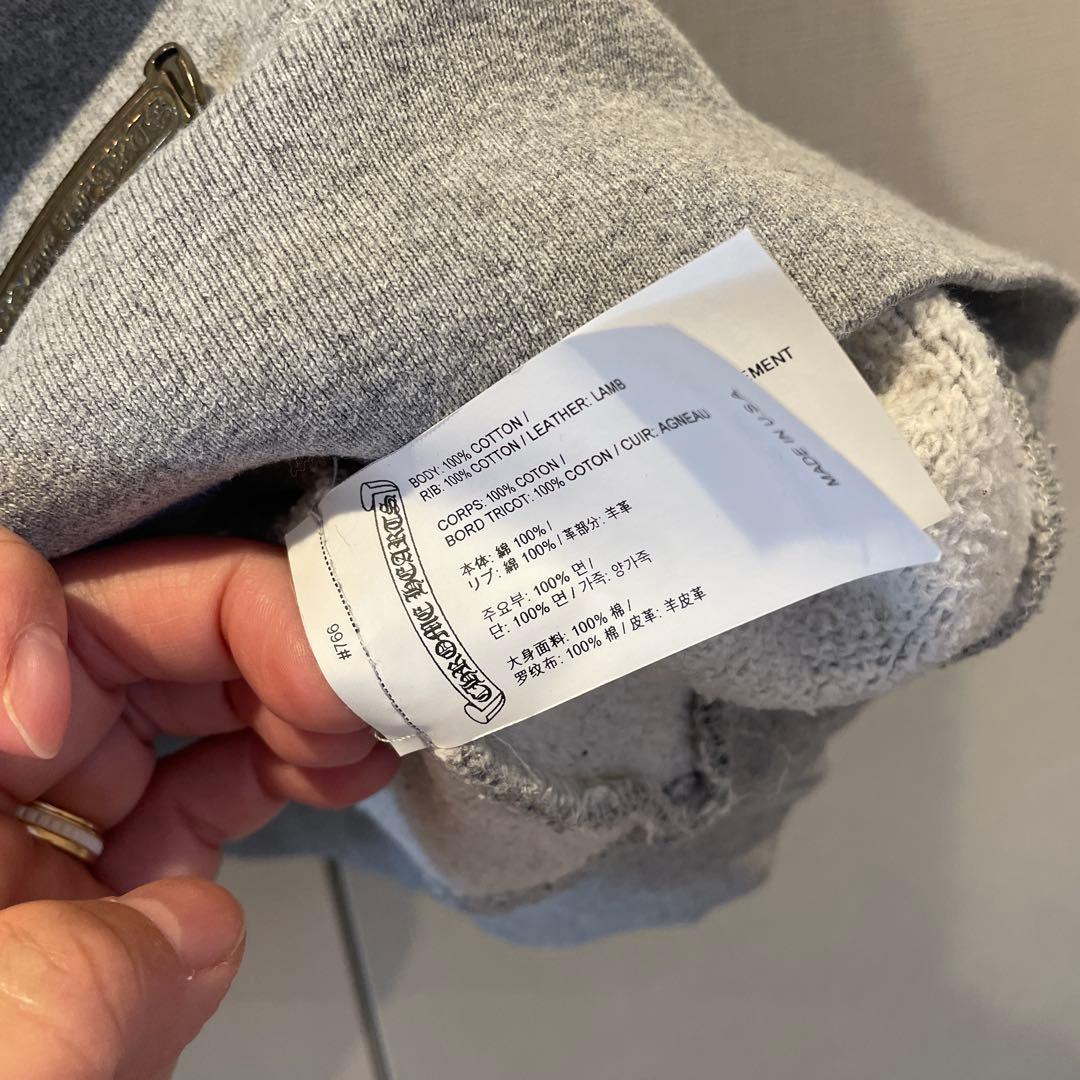 BODY: 100% COTTON /
RIB: 100% COTTON / LEATHER: LAMB
CORPS: 100% COTON /
BORD TRICOT: 100% COTON / CUIR: AGNEAU
本体: 綿 100% /
リブ: 綿 100% / 革部分: 羊革
주요부: 100% 면 /
단: 100% 면 / 가죽: 양가죽
大身面料: 100% 棉 /
罗纹布: 100% 棉 / 皮革: 羊皮革
CHROME HEARTS
#766
MADE IN USA
EMENT